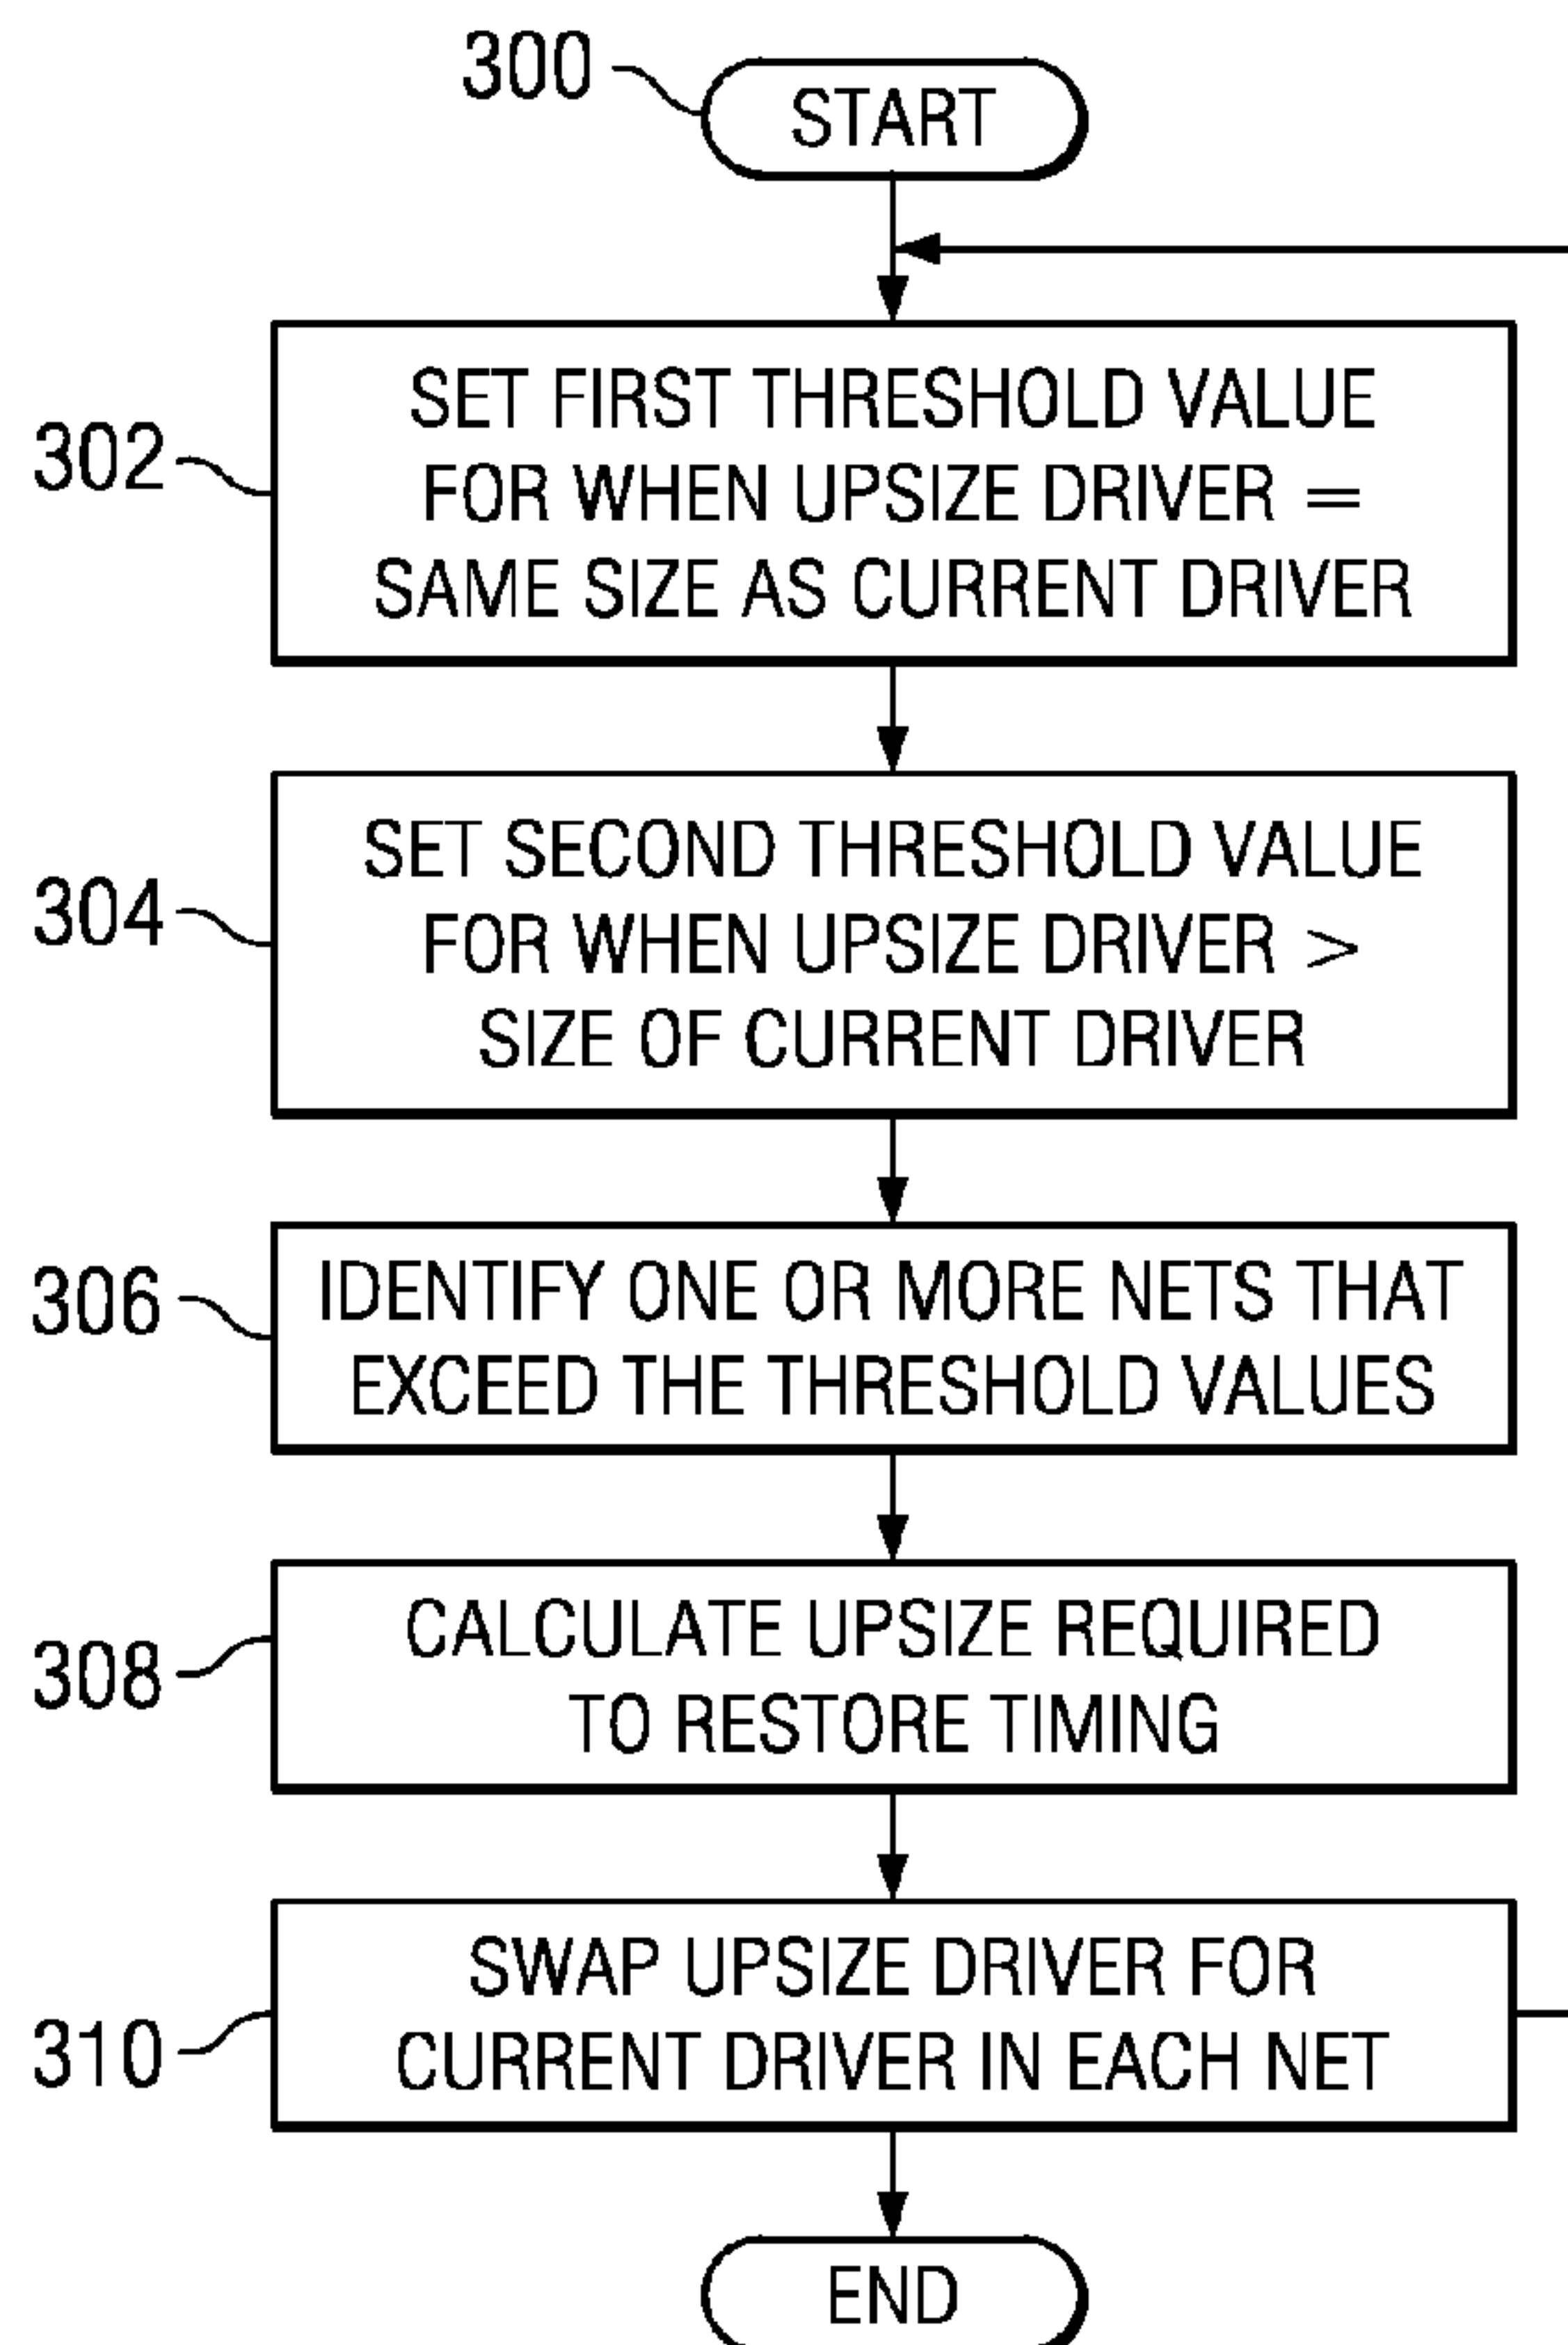 300
START
302
SET FIRST THRESHOLD VALUE
FOR WHEN UPSIZE DRIVER =
SAME SIZE AS CURRENT DRIVER
304
SET SECOND THRESHOLD VALUE
FOR WHEN UPSIZE DRIVER >
SIZE OF CURRENT DRIVER
306
IDENTIFY ONE OR MORE NETS THAT
EXCEED THE THRESHOLD VALUES
308
CALCULATE UPSIZE REQUIRED
TO RESTORE TIMING
310
SWAP UPSIZE DRIVER FOR
CURRENT DRIVER IN EACH NET
END